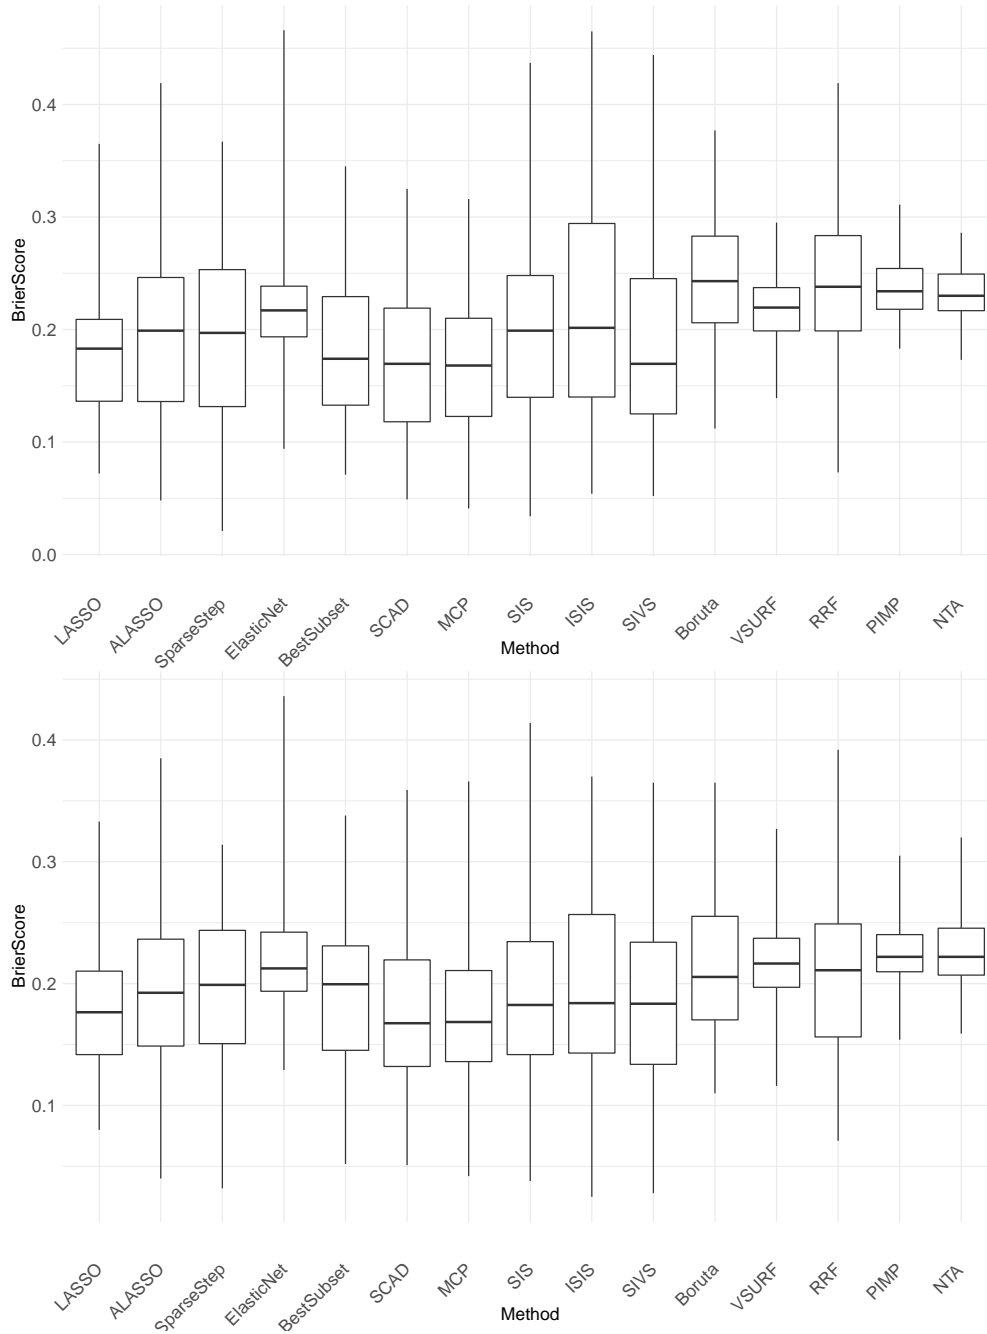 BrierScore
0.4
0.3
0.2
0.1
0.0
LASSO
ALASSO
SparseStep
ElasticNet
BestSubset
SCAD
MCP
SIS
ISIS
SIVS
Boruta
VSURF
RRF
PIMP
NTA
Method
BrierScore
0.4
0.3
0.2
0.1
LASSO
ALASSO
SparseStep
ElasticNet
BestSubset
SCAD
MCP
SIS
ISIS
SIVS
Boruta
VSURF
RRF
PIMP
NTA
Method